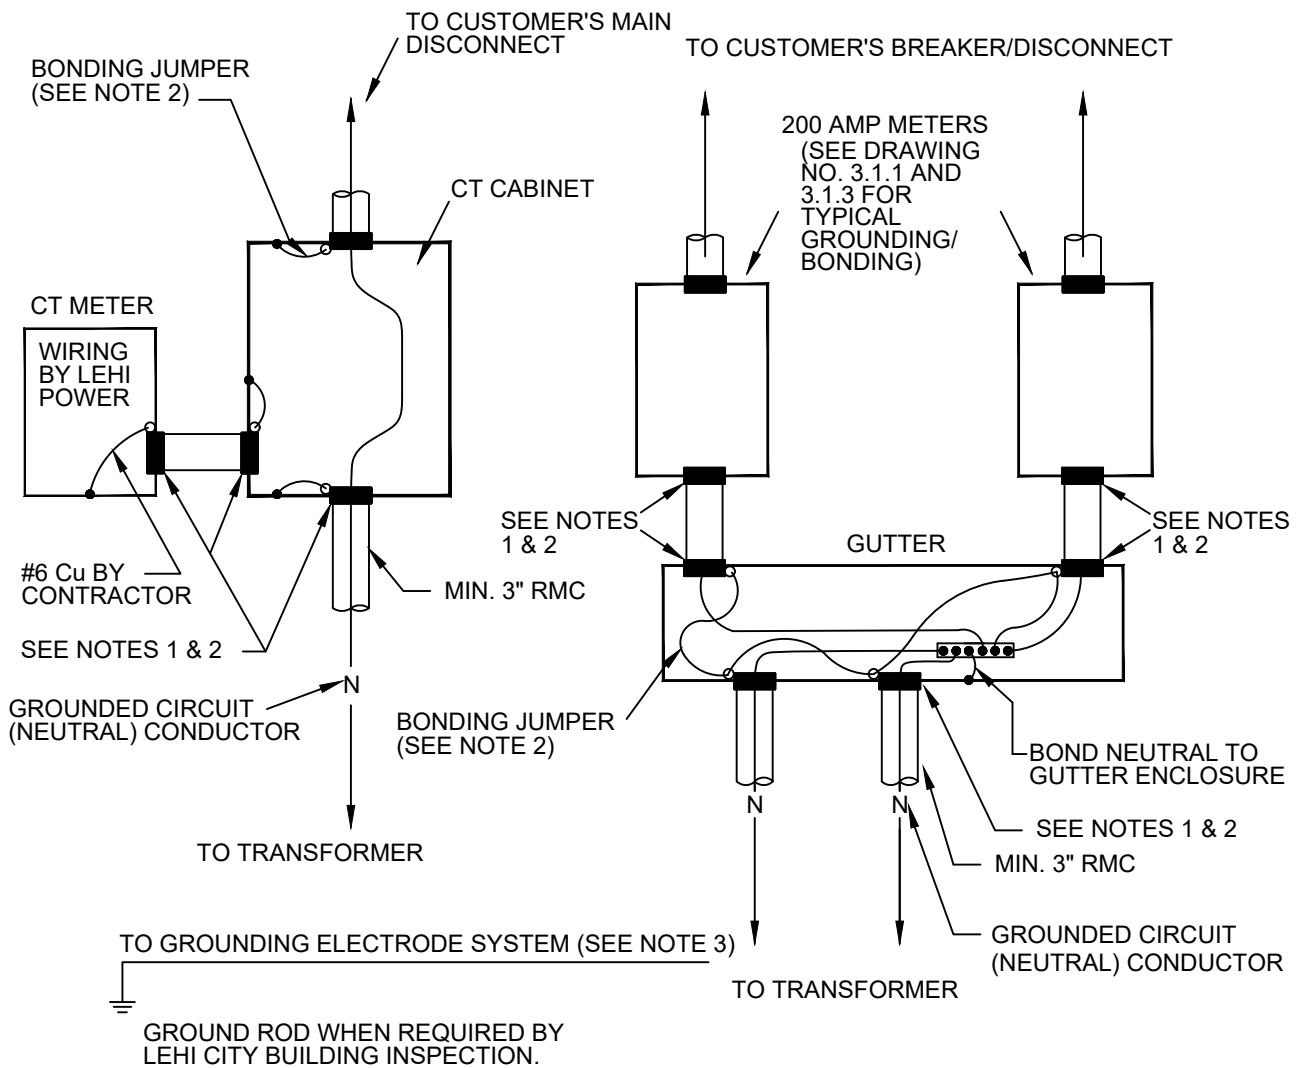 TO CUSTOMER'S MAIN
DISCONNECT
BONDING JUMPER
(SEE NOTE 2)
CT CABINET
CT METER
WIRING
BY LEHI
POWER
#6 Cu BY
CONTRACTOR
SEE NOTES 1 & 2
MIN. 3" RMC
N
GROUNDED CIRCUIT
(NEUTRAL) CONDUCTOR
TO TRANSFORMER
TO CUSTOMER'S BREAKER/DISCONNECT
200 AMP METERS
(SEE DRAWING
NO. 3.1.1 AND
3.1.3 FOR
TYPICAL
GROUNDING/
BONDING)
SEE NOTES
1 & 2
SEE NOTES
1 & 2
GUTTER
BONDING JUMPER
(SEE NOTE 2)
BOND NEUTRAL TO
GUTTER ENCLOSURE
N
N
SEE NOTES 1 & 2
MIN. 3" RMC
GROUNDED CIRCUIT
(NEUTRAL) CONDUCTOR
TO TRANSFORMER
TO GROUNDING ELECTRODE SYSTEM (SEE NOTE 3)
GROUND ROD WHEN REQUIRED BY
LEHI CITY BUILDING INSPECTION.